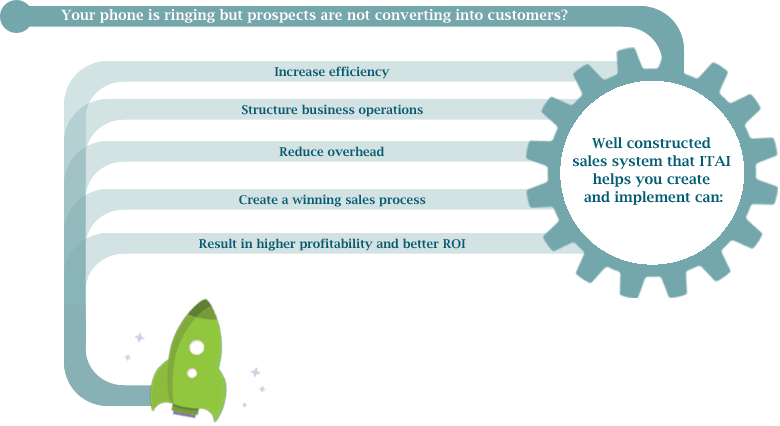 Your phone is ringing but prospects are not converting into customers?
Increase efficiency
Structure business operations
Reduce overhead
Create a winning sales process
Result in higher profitability and better ROI
Well constructed
sales system that ITAI
helps you create
and implement can: